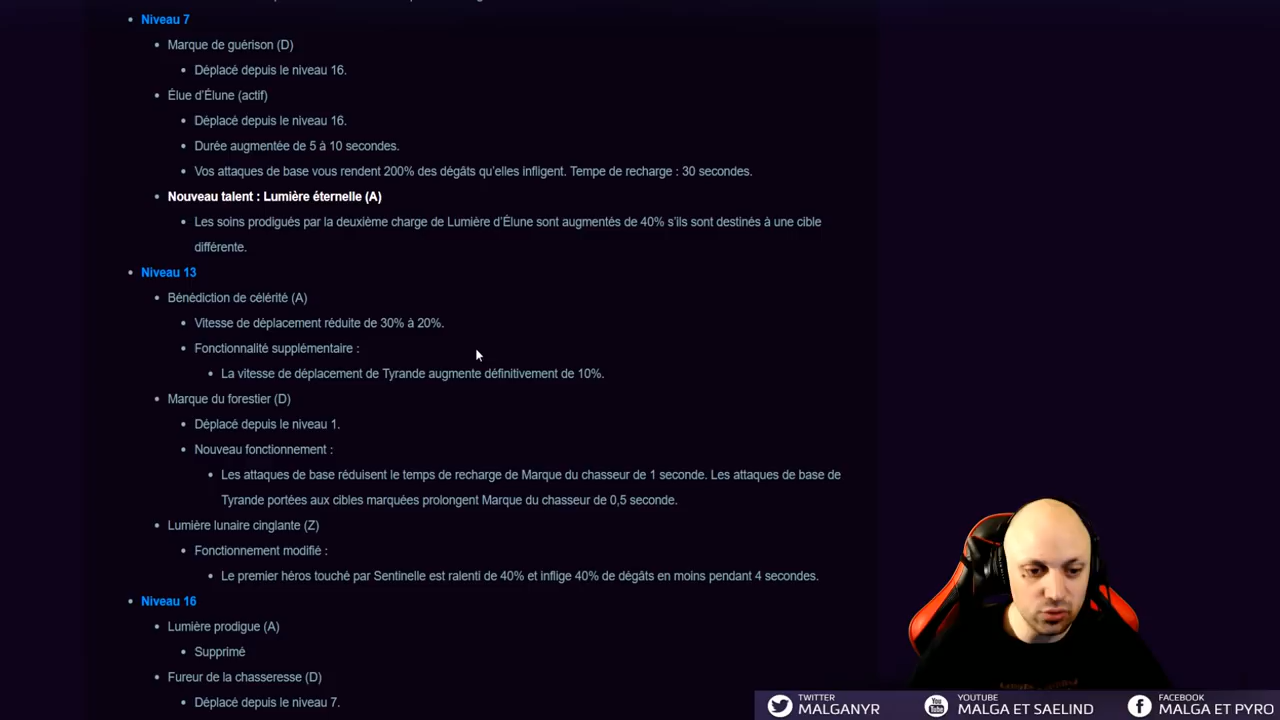 Niveau 7
Marque de guérison (D)
Déplacé depuis le niveau 16.
Élue d'Élune (actif)
Déplacé depuis le niveau 16.
Durée augmentée de 5 à 10 secondes.
Vos attaques de base vous rendent 200% des dégâts qu'elles infligent. Tempe de recharge : 30 secondes.
Nouveau talent : Lumière éternelle (A)
Les soins prodigués par la deuxième charge de Lumière d'Élune sont augmentés de 40% s'ils sont destinés à une cible
différente.
Niveau 13
Bénédiction de célérité (A)
Vitesse de déplacement réduite de 30% à 20%.
Fonctionnalité supplémentaire :
La vitesse de déplacement de Tyrande augmente définitivement de 10%.
Marque du forestier (D)
Déplacé depuis le niveau 1.
Nouveau fonctionnement :
Les attaques de base réduisent le temps de recharge de Marque du chasseur de 1 seconde. Les attaques de base de
Tyrande portées aux cibles marquées prolongent Marque du chasseur de 0,5 seconde.
Lumière lunaire cinglante (Z)
Fonctionnement modifié :
Le premier héros touché par Sentinelle est ralenti de 40% et inflige 40% de dégâts en moins pendant 4 secondes.
Niveau 16
Lumière prodigue (A)
Supprimé
Fureur de la chasseresse (D)
Déplacé depuis le niveau 7.
TWITTER
MALGANYR
YOUTUBE
MALGA ET SAELIND
FACEBOOK
MALGA ET PYRO